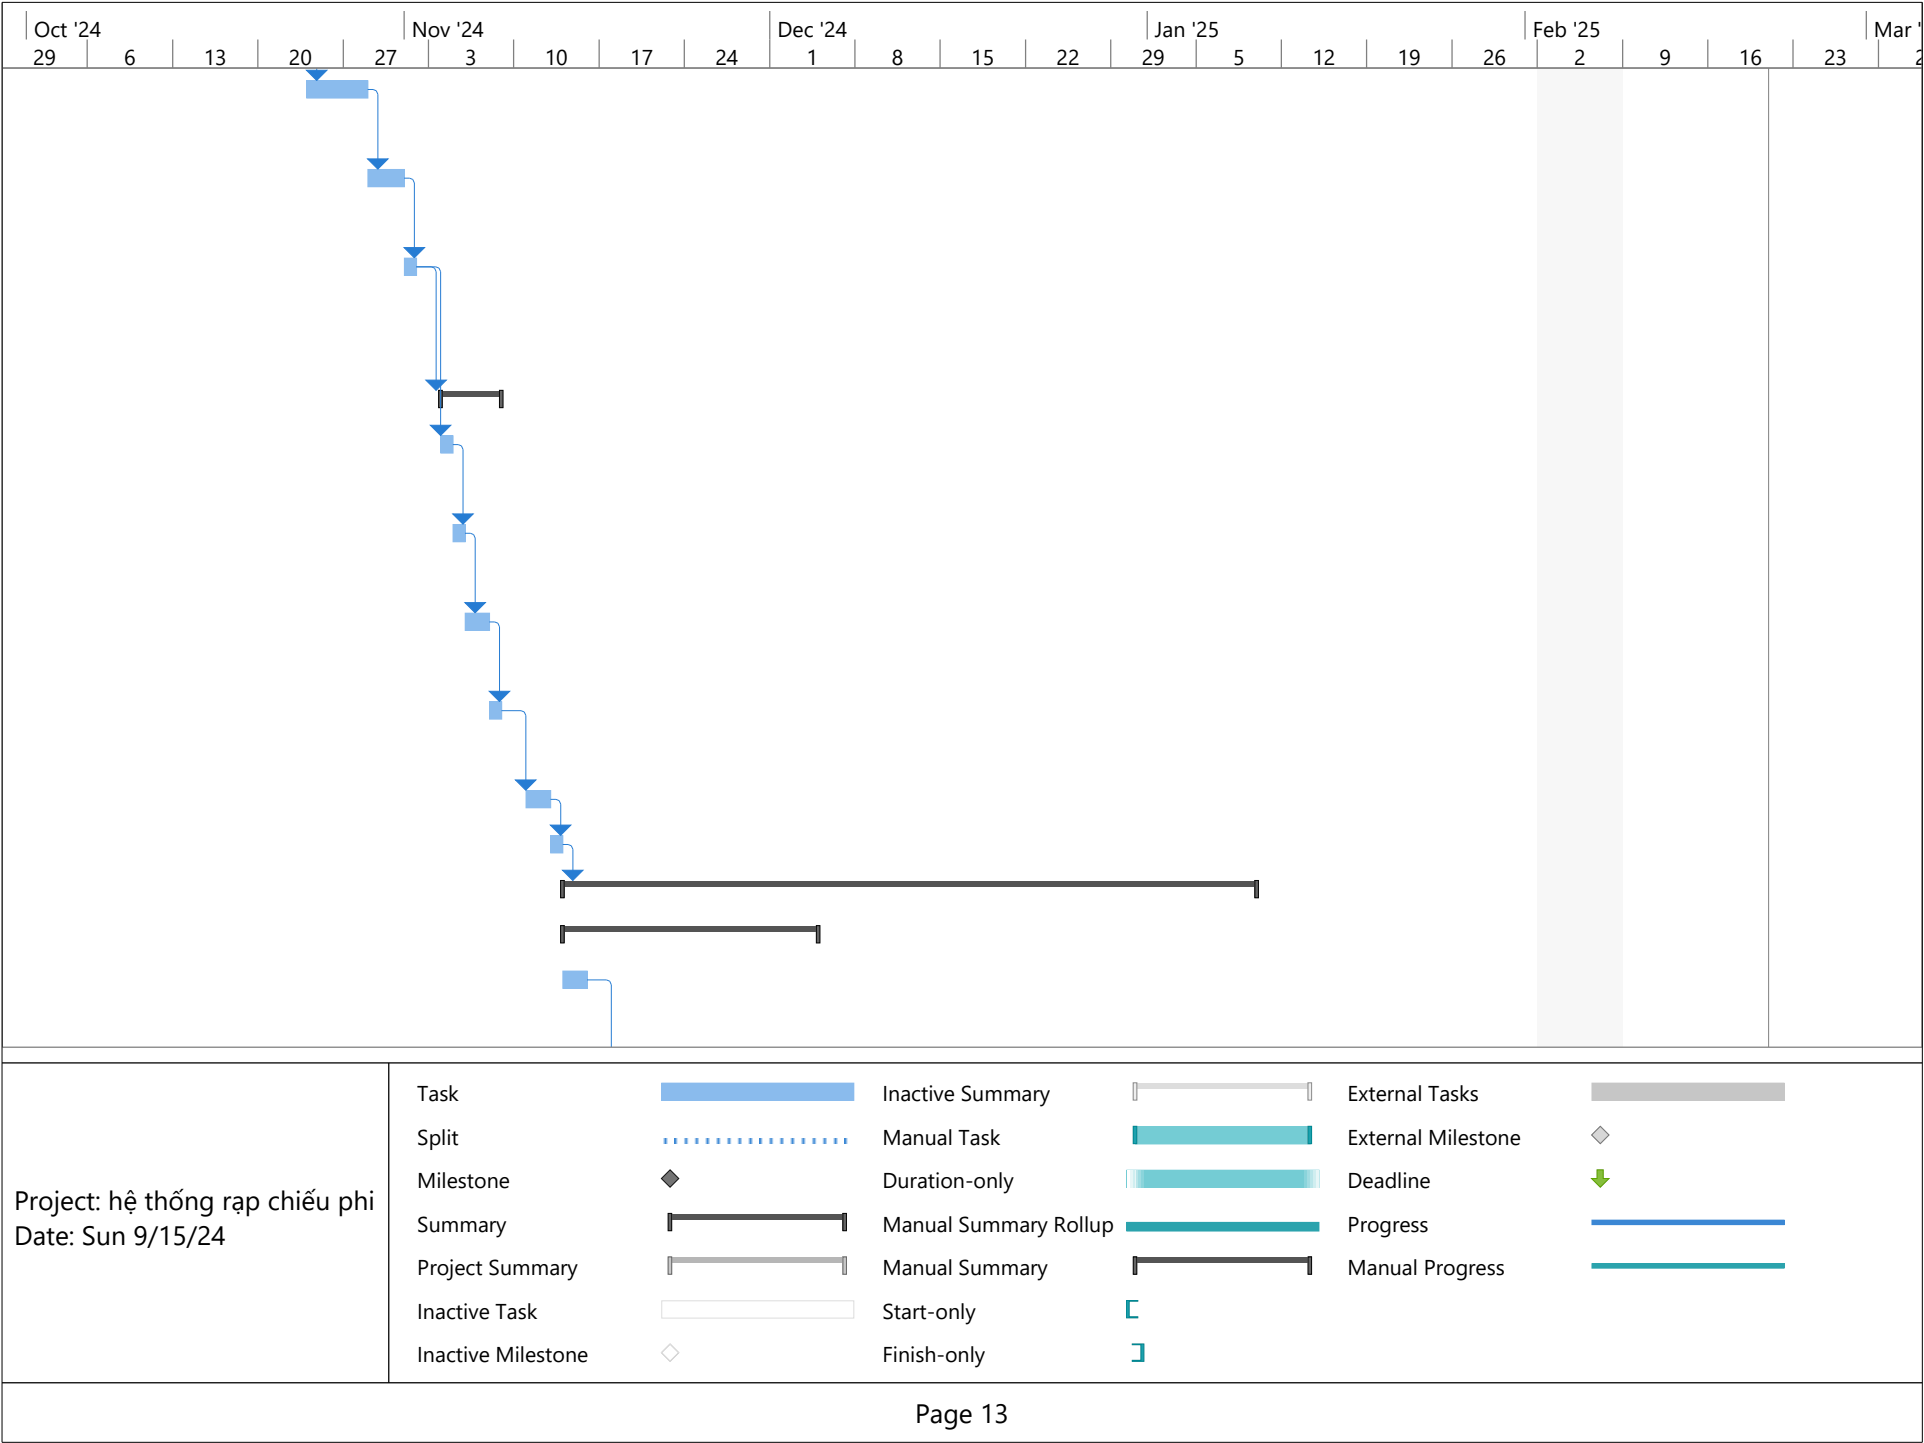 Oct '24 Nov '24 Dec '24 Jan '25 Feb '25 Mar '
29 6 13 20 27 3 10 17 24 1 8 15 22 29 5 12 19 26 2 9 16 23 2
Task
Split
Milestone
Summary
Project Summary
Inactive Task
Inactive Milestone
Inactive Summary
Manual Task
Duration-only
Manual Summary Rollup
Manual Summary
Start-only
Finish-only
External Tasks
External Milestone
Deadline
Progress
Manual Progress
Project: hệ thống rạp chiếu phi
Date: Sun 9/15/24
Page 13